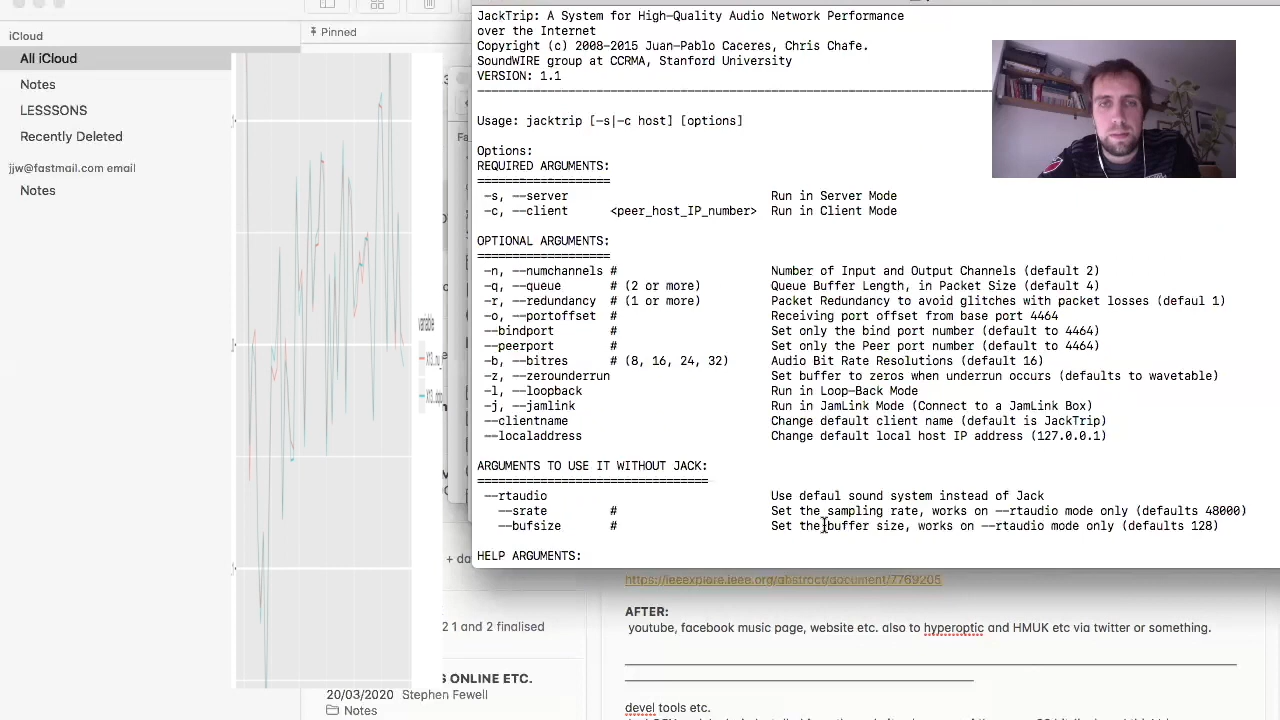 iCloud
All iCloud
Notes
LESSSONS
Recently Deleted
jjw@fastmail.com email
Notes
Pinned
variable
JackTrip: A System for High-Quality Audio Network Performance
over the Internet
Copyright (c) 2008-2015 Juan-Pablo Caceres, Chris Chafe.
SoundWIRE group at CCRMA, Stanford University
VERSION: 1.1
Usage: jacktrip [-s|-c host] [options]
Options:
REQUIRED ARGUMENTS:
===================
-s, --server Run in Server Mode
-c, --client <peer_host_IP_number> Run in Client Mode
OPTIONAL ARGUMENTS:
===================
-n, --numchannels # Number of Input and Output Channels (default 2)
-q, --queue # (2 or more) Queue Buffer Length, in Packet Size (default 4)
-r, --redundancy # (1 or more) Packet Redundancy to avoid glitches with packet losses (defaul 1)
-o, --portoffset # Receiving port offset from base port 4464
--bindport # Set only the bind port number (default to 4464)
--peerport # Set only the Peer port number (default to 4464)
-b, --bitres # (8, 16, 24, 32) Audio Bit Rate Resolutions (default 16)
-z, --zerounderrun Set buffer to zeros when underrun occurs (defaults to wavetable)
-l, --loopback Run in Loop-Back Mode
-j, --jamlink Run in JamLink Mode (Connect to a JamLink Box)
--clientname Change default client name (default is JackTrip)
--localaddress Change default local host IP address (127.0.0.1)
ARGUMENTS TO USE IT WITHOUT JACK:
================================
--rtaudio Use defaul sound system instead of Jack
--srate # Set the sampling rate, works on --rtaudio mode only (defaults 48000)
--bufsize # Set the buffer size, works on --rtaudio mode only (defaults 128)
HELP ARGUMENTS:
https://ieeexplore.ieee.org/abstract/document/7769205
AFTER:
youtube, facebook music page, website etc. also to hyperoptic and HMUK etc via twitter or something.
devel tools etc.
2 1 and 2 finalised
S ONLINE ETC.
20/03/2020 Stephen Fewell
Notes